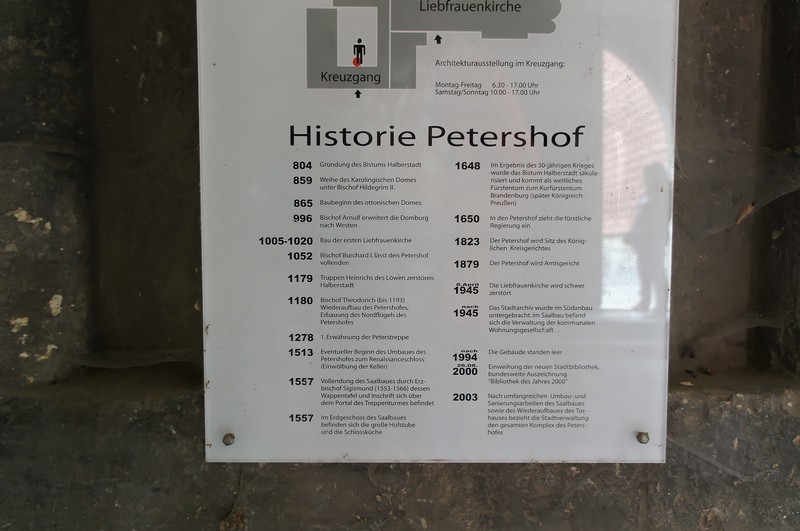 Liebfrauenkirche
Kreuzgang
Architekturausstellung im Kreuzgang:
Montag-Freitag 6.30 - 17.00 Uhr
Samstag/Sonntag 10.00 - 17.00 Uhr
Historie Petershof
804 Gründung des Bistums Halberstadt
859 Weihe des Karolingischen Domes
unter Bischof Hildegrim II.
865 Baubeginn des ottonischen Domes
996 Bischof Arnulf erweitert die Domburg
nach Westen
1005-1020 Bau der ersten Liebfrauenkirche
1052 Bischof Burchard I. lässt den Petershof
vollenden
1179 Truppen Heinrichs des Löwen zerstören
Halberstadt
1180 Bischof Theodorich (bis 1193)
Wiederaufbau des Petershofes,
Erbauung des Nordflügels des
Petershofes
1278 1. Erwähnung der Peterstreppe
1513 Eventueller Beginn des Umbaues des
Petershofes zum Renaissanceschloss
(Einwölbung der Keller)
1557 Vollendung des Saalbaues durch Erz-
bischof Sigismund (1553-1566) dessen
Wappentafel und Inschrift sich über
dem Portal des Treppenturmes befindet
1557 Im Erdgeschoss des Saalbaues
befinden sich die große Hofstube
und die Schlossküche
1648 Im Ergebnis des 30-jährigen Krieges
wurde das Bistum Halberstadt säkula-
risiert und kommt als weltliches
Fürstentum zum Kurfürstentum
Brandenburg (später Königreich
Preußen)
1650 In den Petershof zieht die fürstliche
Regierung ein
1823 Der Petershof wird Sitz des König-
lichen Kreisgerichtes
1879 Der Petershof wird Amtsgericht
8. April
1945 Die Liebfrauenkirche wird schwer
zerstört
nach
1945 Das Stadtarchiv wurde im Südanbau
untergebracht. Im Saalbau befand
sich die Verwaltung der kommunalen
Wohnungsgesellschaft
nach
1994 Die Gebäude standen leer
26.08.
2000 Einweihung der neuen Stadtbibliothek,
bundesweite Auszeichnung
"Bibliothek des Jahres 2000"
2003 Nach umfangreichen Umbau- und
Sanierungsarbeiten des Saalbaues
sowie des Wiederaufbaues des Tor-
hauses bezieht die Stadtverwaltung
den gesamten Komplex des Peters-
hofes